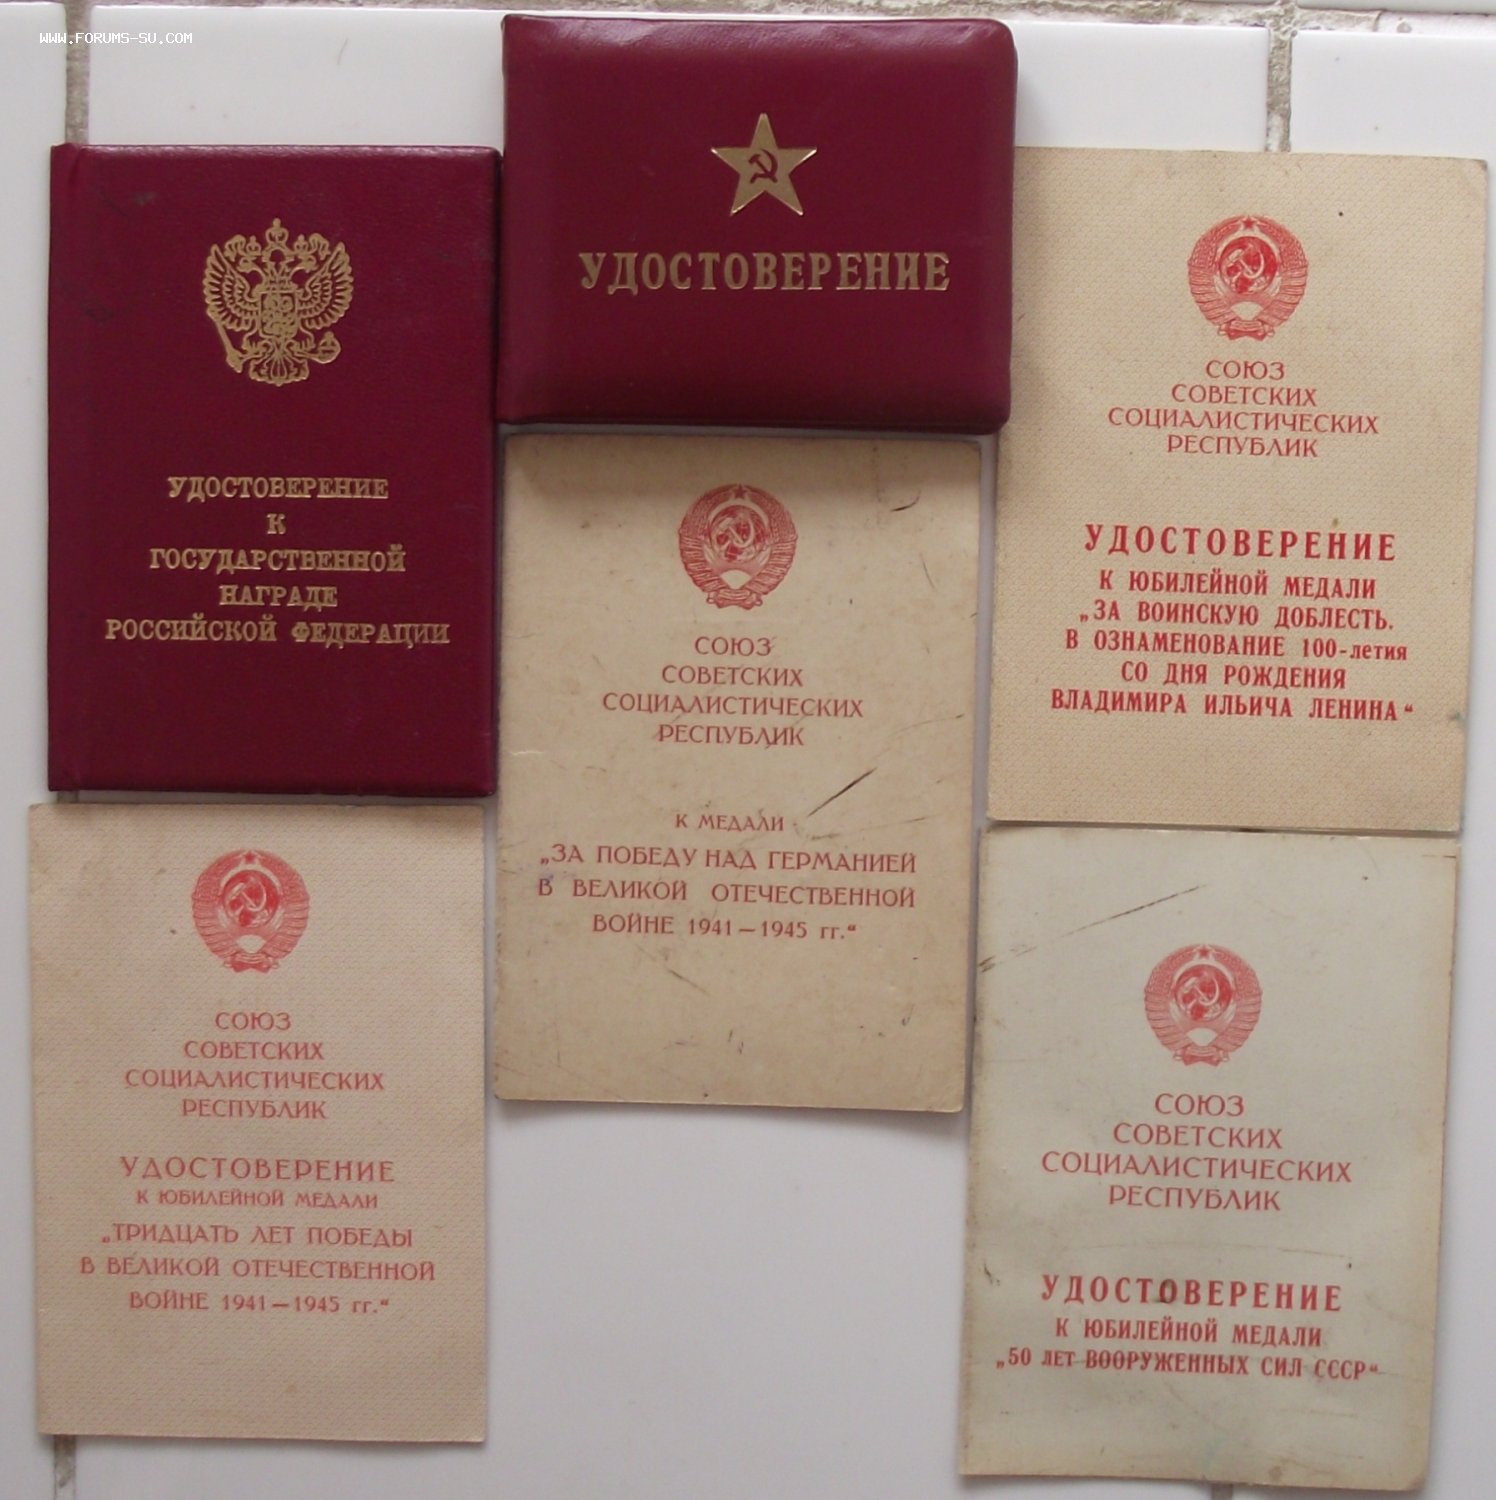 WWW.FORUMS-SU.COM
УДОСТОВЕРЕНИЕ
К
ГОСУДАРСТВЕННОЙ
НАГРАДЕ
РОССИЙСКОЙ ФЕДЕРАЦИИ
УДОСТОВЕРЕНИЕ
СОЮЗ
СОВЕТСКИХ
СОЦИАЛИСТИЧЕСКИХ
РЕСПУБЛИК
УДОСТОВЕРЕНИЕ
К ЮБИЛЕЙНОЙ МЕДАЛИ
„ЗА ВОИНСКУЮ ДОБЛЕСТЬ.
В ОЗНАМЕНОВАНИЕ 100-летия
СО ДНЯ РОЖДЕНИЯ
ВЛАДИМИРА ИЛЬИЧА ЛЕНИНА“
СОЮЗ
СОВЕТСКИХ
СОЦИАЛИСТИЧЕСКИХ
РЕСПУБЛИК
К МЕДАЛИ
„ЗА ПОБЕДУ НАД ГЕРМАНИЕЙ
В ВЕЛИКОЙ ОТЕЧЕСТВЕННОЙ
ВОЙНЕ 1941—1945 гг.“
СОЮЗ
СОВЕТСКИХ
СОЦИАЛИСТИЧЕСКИХ
РЕСПУБЛИК
УДОСТОВЕРЕНИЕ
К ЮБИЛЕЙНОЙ МЕДАЛИ
„ТРИДЦАТЬ ЛЕТ ПОБЕДЫ
В ВЕЛИКОЙ ОТЕЧЕСТВЕННОЙ
ВОЙНЕ 1941—1945 гг.“
СОЮЗ
СОВЕТСКИХ
СОЦИАЛИСТИЧЕСКИХ
РЕСПУБЛИК
УДОСТОВЕРЕНИЕ
К ЮБИЛЕЙНОЙ МЕДАЛИ
„50 ЛЕТ ВООРУЖЕННЫХ СИЛ СССР“